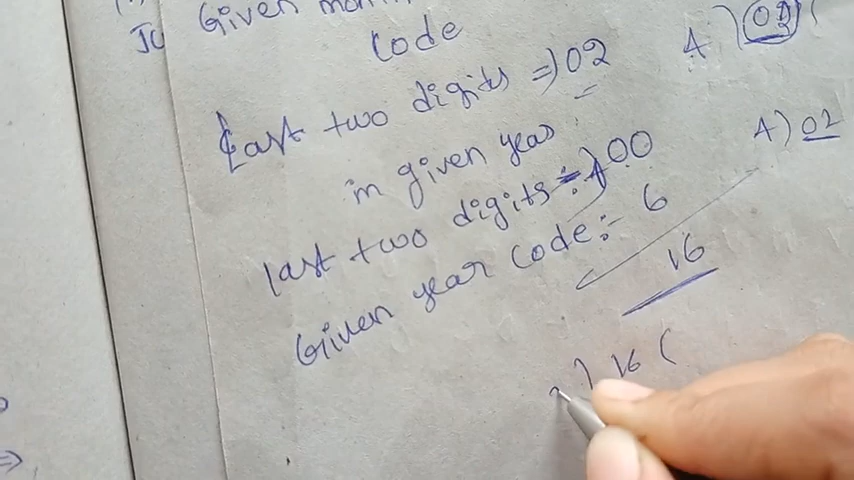 Given
Code
Last two digits => 02
in given year
last two digits 00
Given year code:- 6
16
) 16 (
4 ) 02 (
4 ) 02
=>